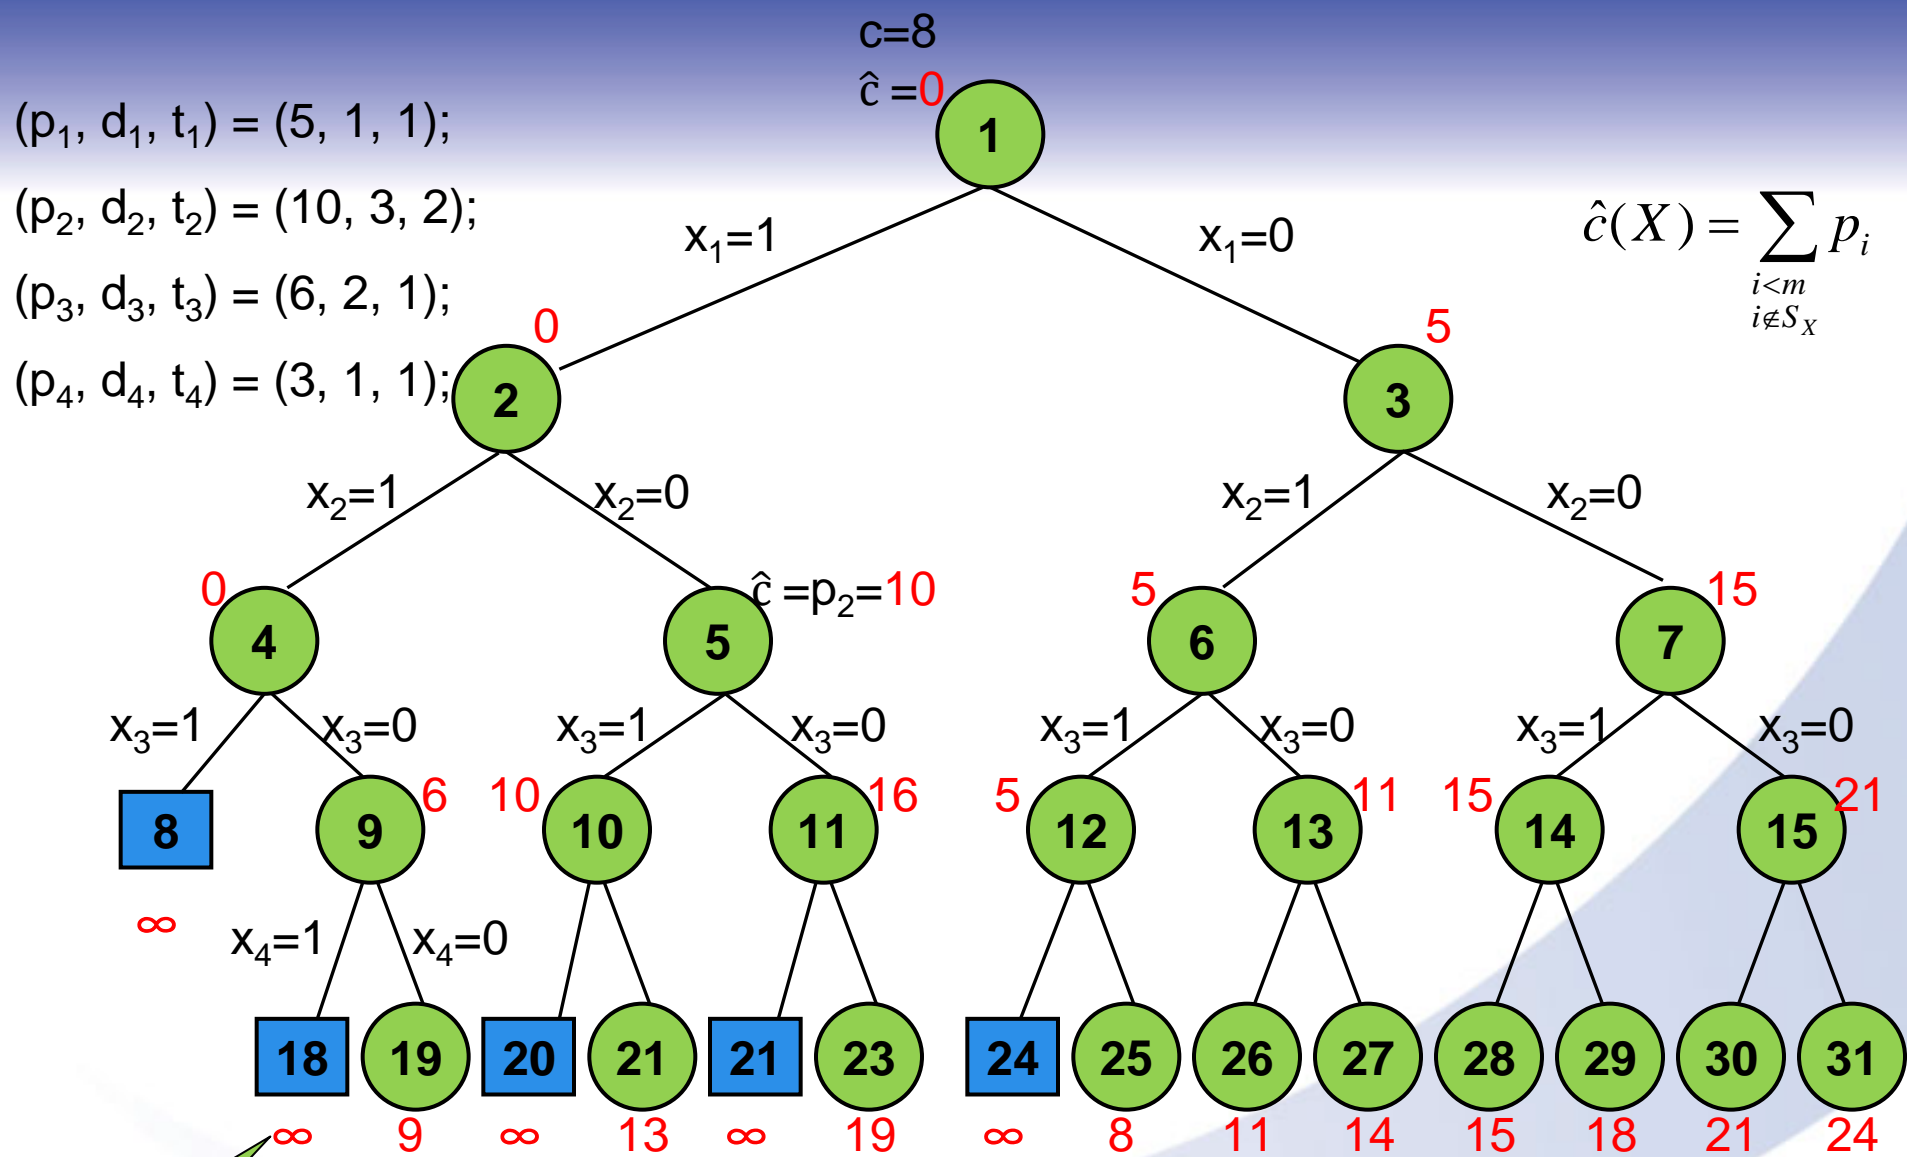 c=8
ĉ =0
1
(p₁, d₁, t₁) = (5, 1, 1);
(p₂, d₂, t₂) = (10, 3, 2);
(p₃, d₃, t₃) = (6, 2, 1);
(p₄, d₄, t₄) = (3, 1, 1);
ĉ(X) = ∑ pᵢ
i<m
i∉S_X
x₁=1 x₁=0
0 5
2 3
x₂=1 x₂=0 x₂=1 x₂=0
0 ĉ =p₂=10 5 15
4 5 6 7
x₃=1 x₃=0 x₃=1 x₃=0 x₃=1 x₃=0 x₃=1 x₃=0
6 10 16 5 11 15 21
8 9 10 11 12 13 14 15
∞
x₄=1 x₄=0
18 19 20 21 21 23 24 25 26 27 28 29 30 31
∞ 9 ∞ 13 ∞ 19 ∞ 8 11 14 15 18 21 24